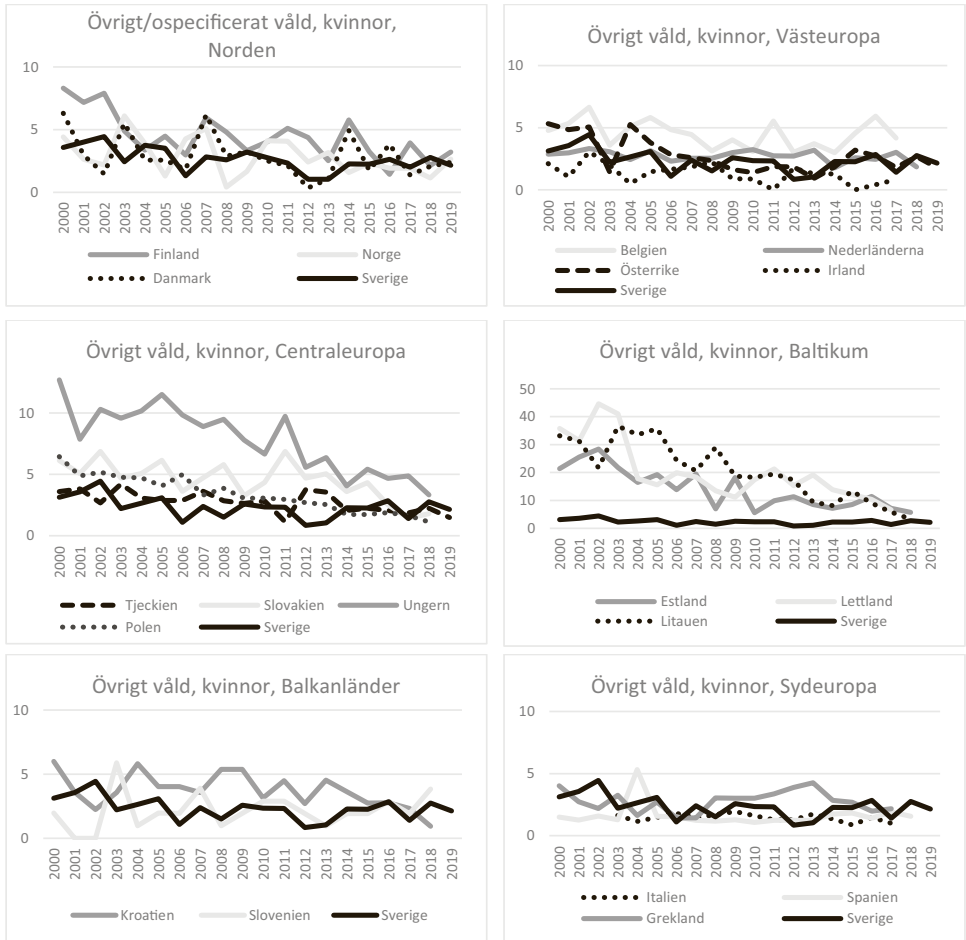 Övrigt/ospecificerat våld, kvinnor,
Norden
10
5
0
2000 2001 2002 2003 2004 2005 2006 2007 2008 2009 2010 2011 2012 2013 2014 2015 2016 2017 2018 2019
Finland Norge
Danmark Sverige
Övrigt våld, kvinnor, Västeuropa
10
5
0
2000 2001 2002 2003 2004 2005 2006 2007 2008 2009 2010 2011 2012 2013 2014 2015 2016 2017 2018 2019
Belgien Nederländerna
Österrike Irland
Sverige
Övrigt våld, kvinnor, Centraleuropa
10
5
0
2000 2001 2002 2003 2004 2005 2006 2007 2008 2009 2010 2011 2012 2013 2014 2015 2016 2017 2018 2019
Tjeckien Slovakien Ungern
Polen Sverige
Övrigt våld, kvinnor, Baltikum
50
40
30
20
10
0
2000 2001 2002 2003 2004 2005 2006 2007 2008 2009 2010 2011 2012 2013 2014 2015 2016 2017 2018 2019
Estland Lettland
Litauen Sverige
Övrigt våld, kvinnor, Balkanländer
10
5
0
2000 2001 2002 2003 2004 2005 2006 2007 2008 2009 2010 2011 2012 2013 2014 2015 2016 2017 2018 2019
Kroatien Slovenien Sverige
Övrigt våld, kvinnor, Sydeuropa
10
5
0
2000 2001 2002 2003 2004 2005 2006 2007 2008 2009 2010 2011 2012 2013 2014 2015 2016 2017 2018 2019
Italien Spanien
Grekland Sverige